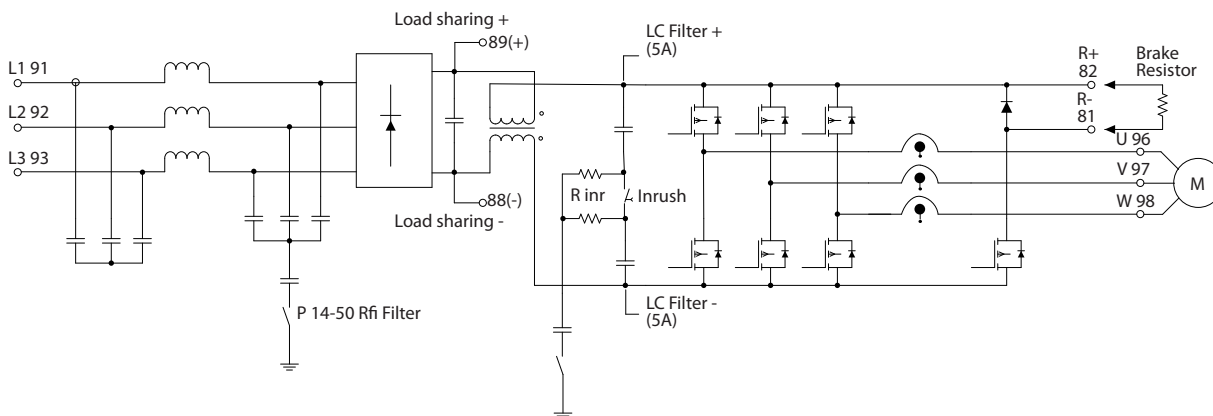 Load sharing +
89(+)
LC Filter +
(5A)
L1 91
L2 92
L3 93
R+
82
Brake
Resistor
R-
81
U 96
V 97
W 98
M
R inr
Inrush
88(-)
Load sharing -
LC Filter -
(5A)
P 14-50 Rfi Filter